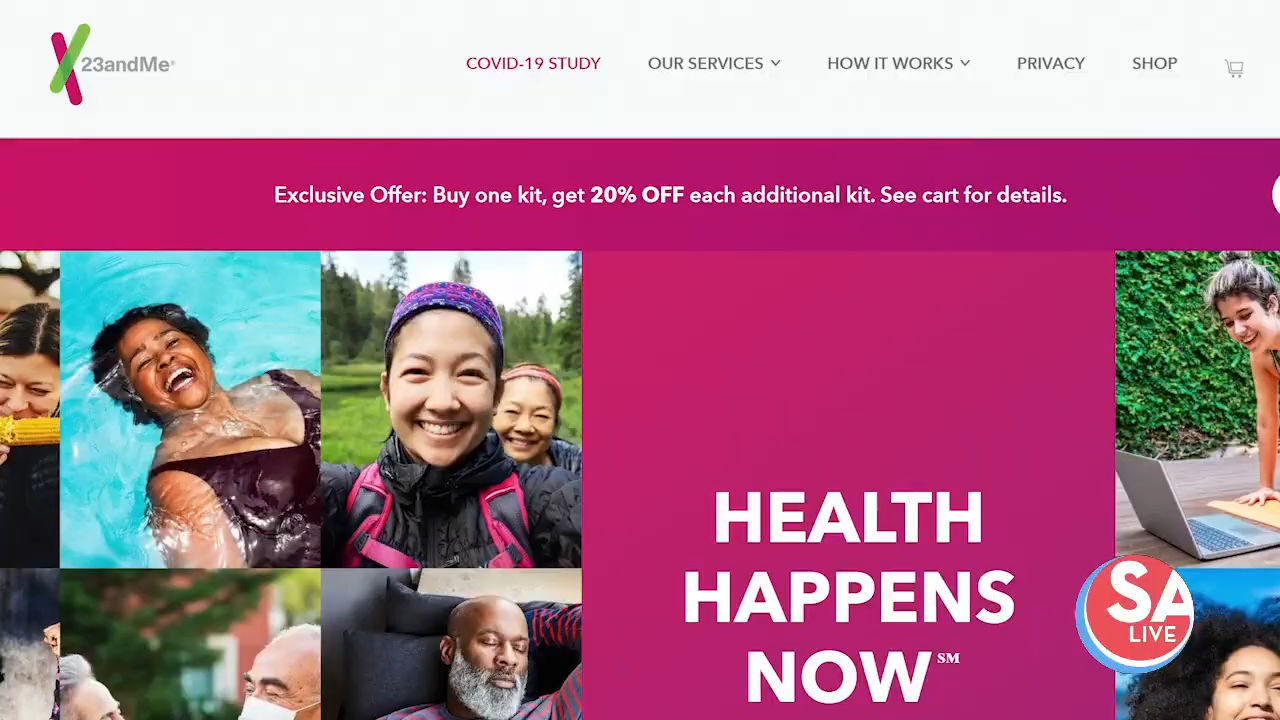 23andMe®
COVID-19 STUDY
OUR SERVICES
HOW IT WORKS
PRIVACY
SHOP
Exclusive Offer: Buy one kit, get 20% OFF each additional kit. See cart for details.
HEALTH
HAPPENS
NOW℠
SA
LIVE